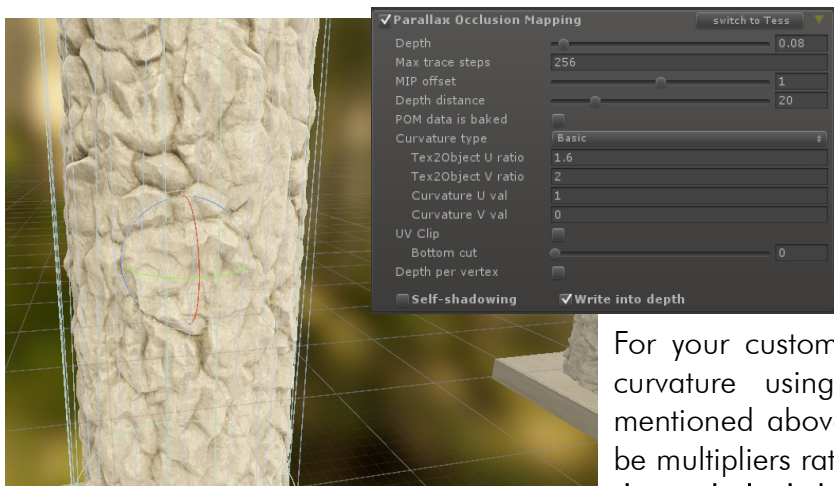 Parallax Occlusion Mapping switch to Tess
Depth 0.08
Max trace steps 256
MIP offset 1
Depth distance 20
POM data is baked
Curvature type Basic
Tex2Object U ratio 1.6
Tex2Object V ratio 2
Curvature U val 1
Curvature V val 0
UV Clip
Bottom cut 0
Depth per vertex
Self-shadowing Write into depth
For your custom
curvature using
mentioned above
be multipliers rat